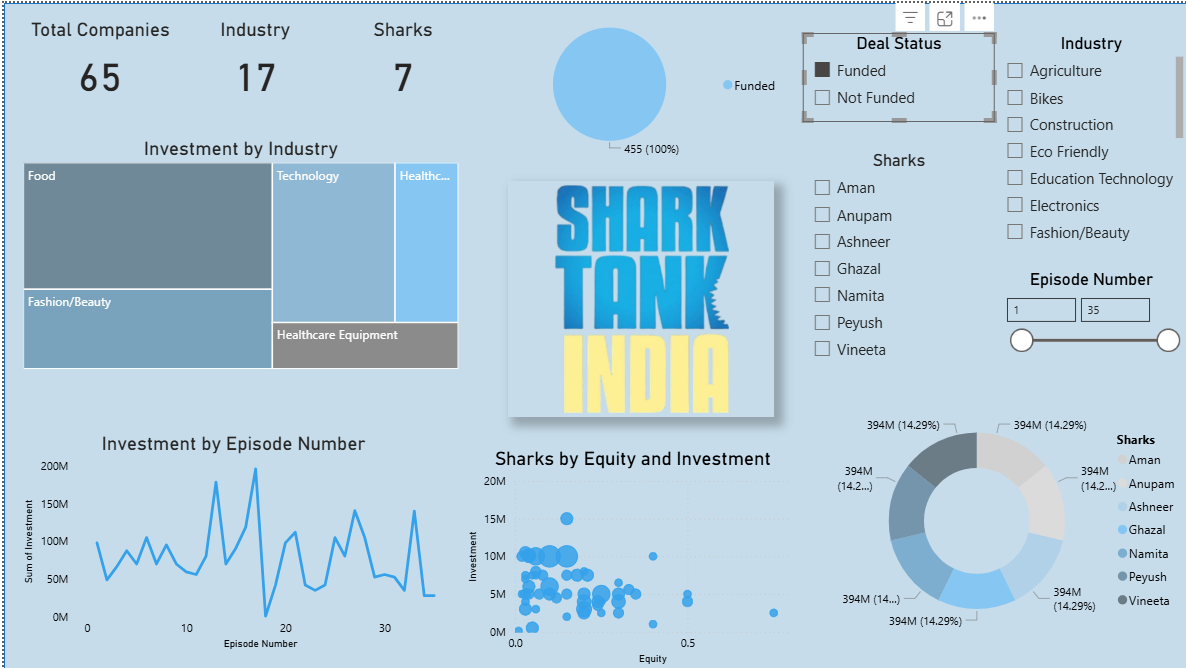 Total Companies
65
Industry
17
Sharks
7
Funded
455 (100%)
Deal Status
Funded
Not Funded
Industry
Agriculture
Bikes
Construction
Eco Friendly
Education Technology
Electronics
Fashion/Beauty
Sharks
Aman
Anupam
Ashneer
Ghazal
Namita
Peyush
Vineeta
Episode Number
1
35
Investment by Industry
Food
Technology
Healthc...
Fashion/Beauty
Healthcare Equipment
SHARK
TANK
INDIA
Investment by Episode Number
200M
150M
100M
50M
0M
Sum of Investment
0
10
20
30
Episode Number
Sharks by Equity and Investment
20M
15M
10M
5M
0M
Investment
0.0
0.5
Equity
394M (14.29%)
394M (14.29%)
394M
(14.2...)
394M
(14.2...)
394M (14...)
394M
(14.29%)
394M (14.29%)
Sharks
Aman
Anupam
Ashneer
Ghazal
Namita
Peyush
Vineeta